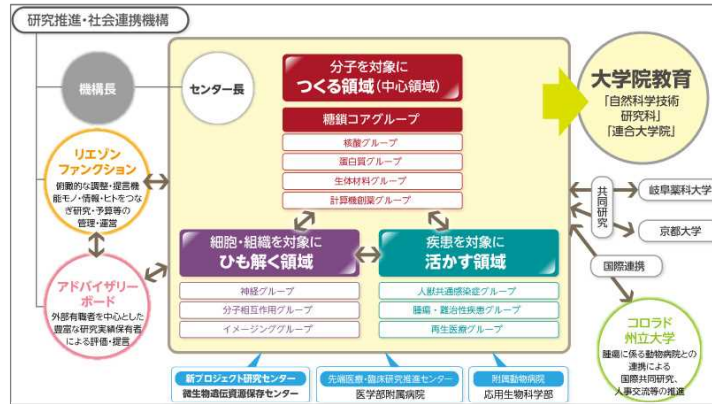 研究推進・社会連携機構
機構長
センター長
リエゾン
ファンクション
俯瞰的な調整・提言機
能モノ・情報・ヒトをつな
ぎ研究・予算等の
管理・運営
アドバイザリー
ボード
外部有識者を中心とした
豊富な研究実績保有者
による評価・提言
分子を対象に
つくる領域(中心領域)
糖鎖コアグループ
核酸グループ
蛋白質グループ
生体材料グループ
計算機創薬グループ
細胞・組織を対象に
ひも解く領域
神経グループ
分子相互作用グループ
イメージンググループ
疾患を対象に
活かす領域
人獣共通感染症グループ
腫瘍・難治性疾患グループ
再生医療グループ
新プロジェクト研究センター
微生物遺伝資源保存センター
先端医療・臨床研究推進センター
医学部附属病院
附属動物病院
応用生物科学部
大学院教育
「自然科学技術
研究科」
「連合大学院」
共同研究
岐阜薬科大学
京都大学
国際連携
コロラド
州立大学
腫瘍に係る動物病院との
連携による
国際共同研究、
人事交流等の推進